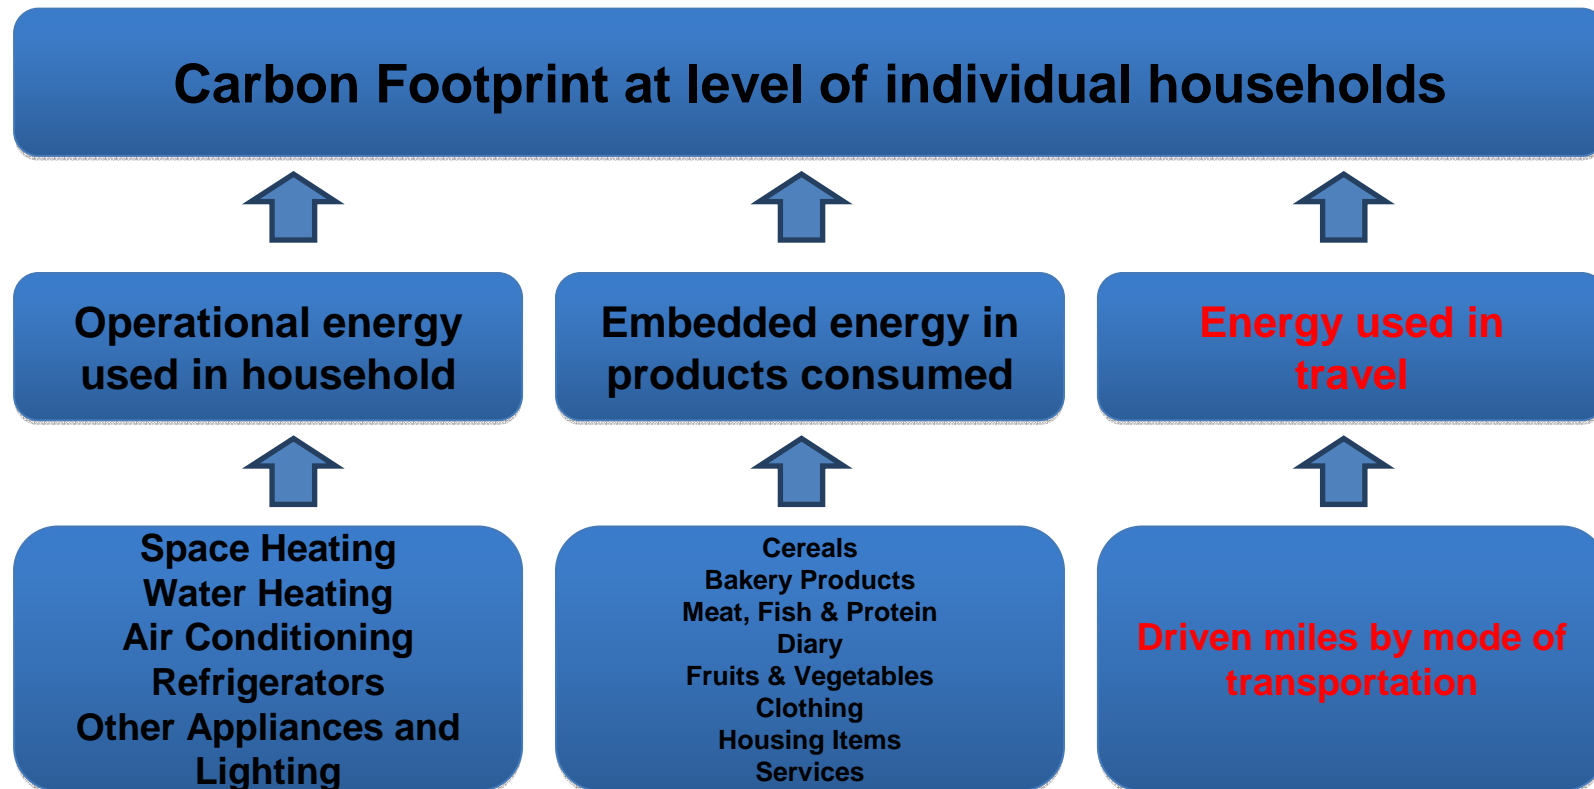 Carbon Footprint at level of individual households
Operational energy
used in household
Embedded energy in
products consumed
Energy used in
travel
Space Heating
Water Heating
Air Conditioning
Refrigerators
Other Appliances and
Lighting
Cereals
Bakery Products
Meat, Fish & Protein
Diary
Fruits & Vegetables
Clothing
Housing Items
Services
Driven miles by mode of
transportation